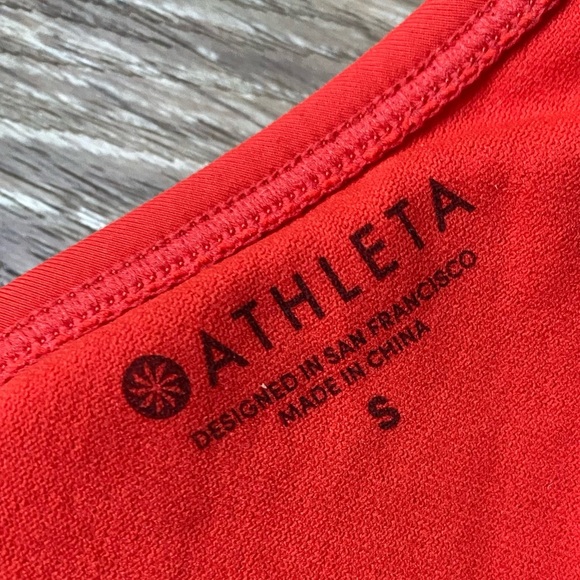 ATHLETA
DESIGNED IN SAN FRANCISCO
MADE IN CHINA
S